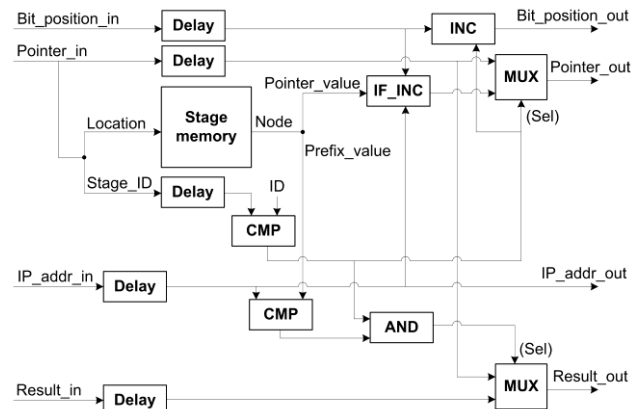 Bit_position_in
Delay
INC
Bit_position_out
Pointer_in
Delay
Pointer_value
IF_INC
MUX
Pointer_out
(Sel)
Location
Stage
memory
Node
Prefix_value
Stage_ID
Delay
ID
CMP
IP_addr_in
Delay
IP_addr_out
CMP
AND
(Sel)
Result_in
Delay
MUX
Result_out